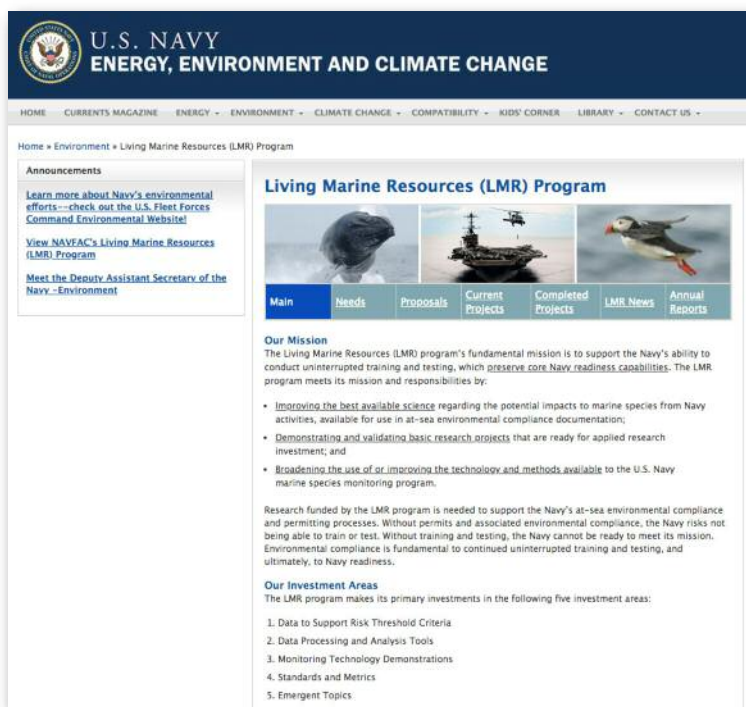 U.S. NAVY
ENERGY, ENVIRONMENT AND CLIMATE CHANGE
HOME CURRENTS MAGAZINE ENERGY ENVIRONMENT CLIMATE CHANGE COMPATIBILITY KIDS' CORNER LIBRARY CONTACT US
Home » Environment » Living Marine Resources (LMR) Program
Announcements
Learn more about Navy's environmental
efforts--check out the U.S. Fleet Forces
Command Environmental Website!
View NAVFAC's Living Marine Resources
(LMR) Program
Meet the Deputy Assistant Secretary of the
Navy -Environment
Living Marine Resources (LMR) Program
Main Needs Proposals Current Projects Completed Projects LMR News Annual Reports
Our Mission
The Living Marine Resources (LMR) program's fundamental mission is to support the Navy's ability to
conduct uninterrupted training and testing, which preserve core Navy readiness capabilities. The LMR
program meets its mission and responsibilities by:
• Improving the best available science regarding the potential impacts to marine species from Navy
activities, available for use in at-sea environmental compliance documentation;
• Demonstrating and validating basic research projects that are ready for applied research
investment; and
• Broadening the use of or improving the technology and methods available to the U.S. Navy
marine species monitoring program.
Research funded by the LMR program is needed to support the Navy's at-sea environmental compliance
and permitting processes. Without permits and associated environmental compliance, the Navy risks not
being able to train or test. Without training and testing, the Navy cannot be ready to meet its mission.
Environmental compliance is fundamental to continued uninterrupted training and testing, and
ultimately, to Navy readiness.
Our Investment Areas
The LMR program makes its primary investments in the following five investment areas:
1. Data to Support Risk Threshold Criteria
2. Data Processing and Analysis Tools
3. Monitoring Technology Demonstrations
4. Standards and Metrics
5. Emergent Topics